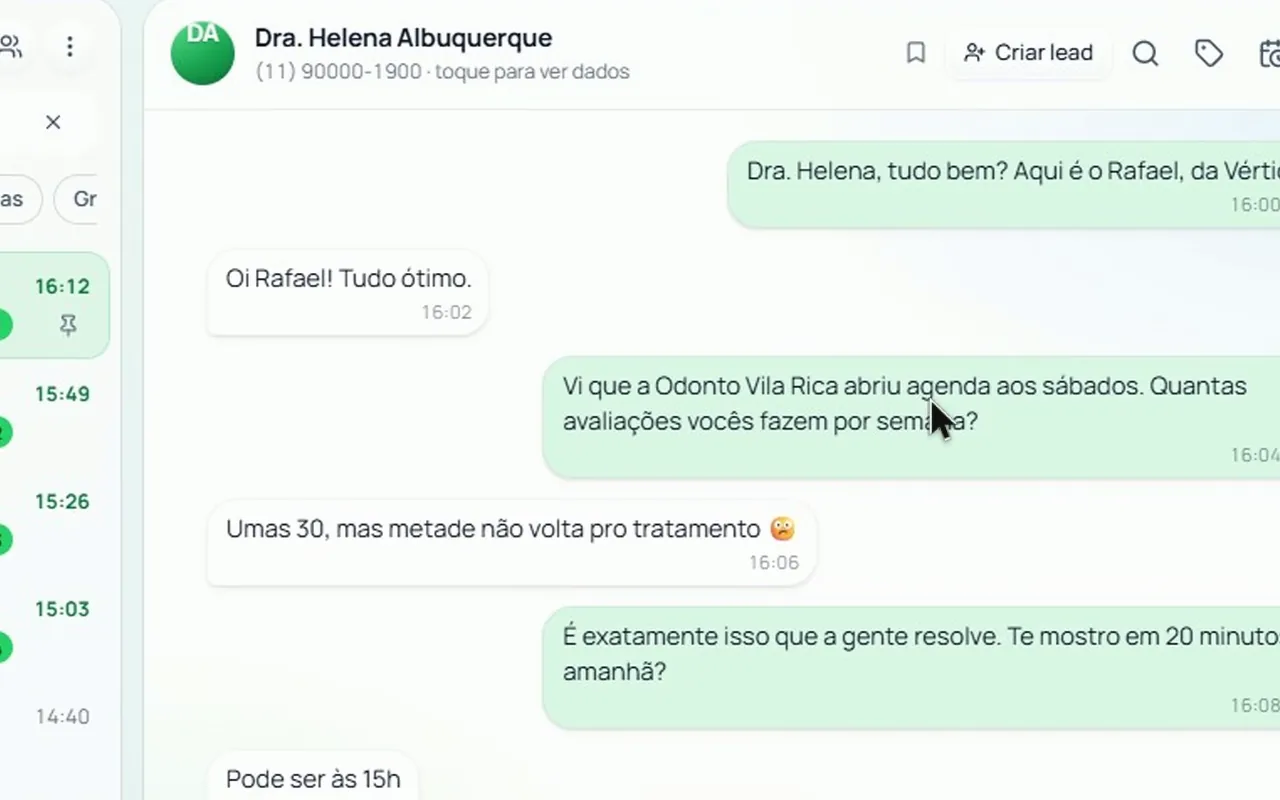 DA
Dra. Helena Albuquerque
(11) 90000-1900 · toque para ver dados
Criar lead
as
Gr
16:12
15:49
15:26
15:03
14:40
Dra. Helena, tudo bem? Aqui é o Rafael, da Vérti
16:00
Oi Rafael! Tudo ótimo.
16:02
Vi que a Odonto Vila Rica abriu agenda aos sábados. Quantas
avaliações vocês fazem por semana?
16:04
Umas 30, mas metade não volta pro tratamento 😟
16:06
É exatamente isso que a gente resolve. Te mostro em 20 minuto
amanhã?
16:08
Pode ser às 15h